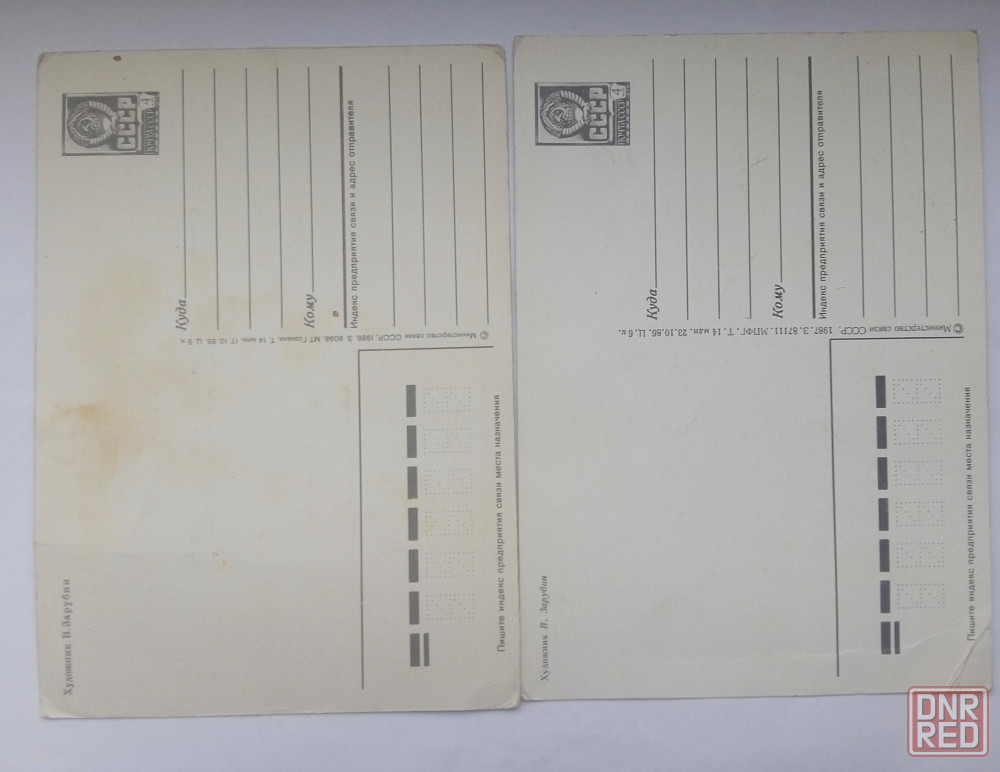 Художник В. Зарубин
СССР
ПОЧТА СССР
4
Куда
Кому
Индекс предприятия связи и адрес отправителя
© Министерство связи СССР, 1986. З. 8096. МТ Гознака. Т. 14 млн. 17.10.85. Ц. 5 к.
Пишите индекс предприятия связи места назначения
Художник В. Зарубин
СССР
ПОЧТА СССР
4
Куда
Кому
Индекс предприятия связи и адрес отправителя
© Министерство связи СССР, 1987. З. 87111. МПФГ. Т. 14 млн. 23.10.86. Ц. 6 к.
Пишите индекс предприятия связи места назначения
DNR
RED